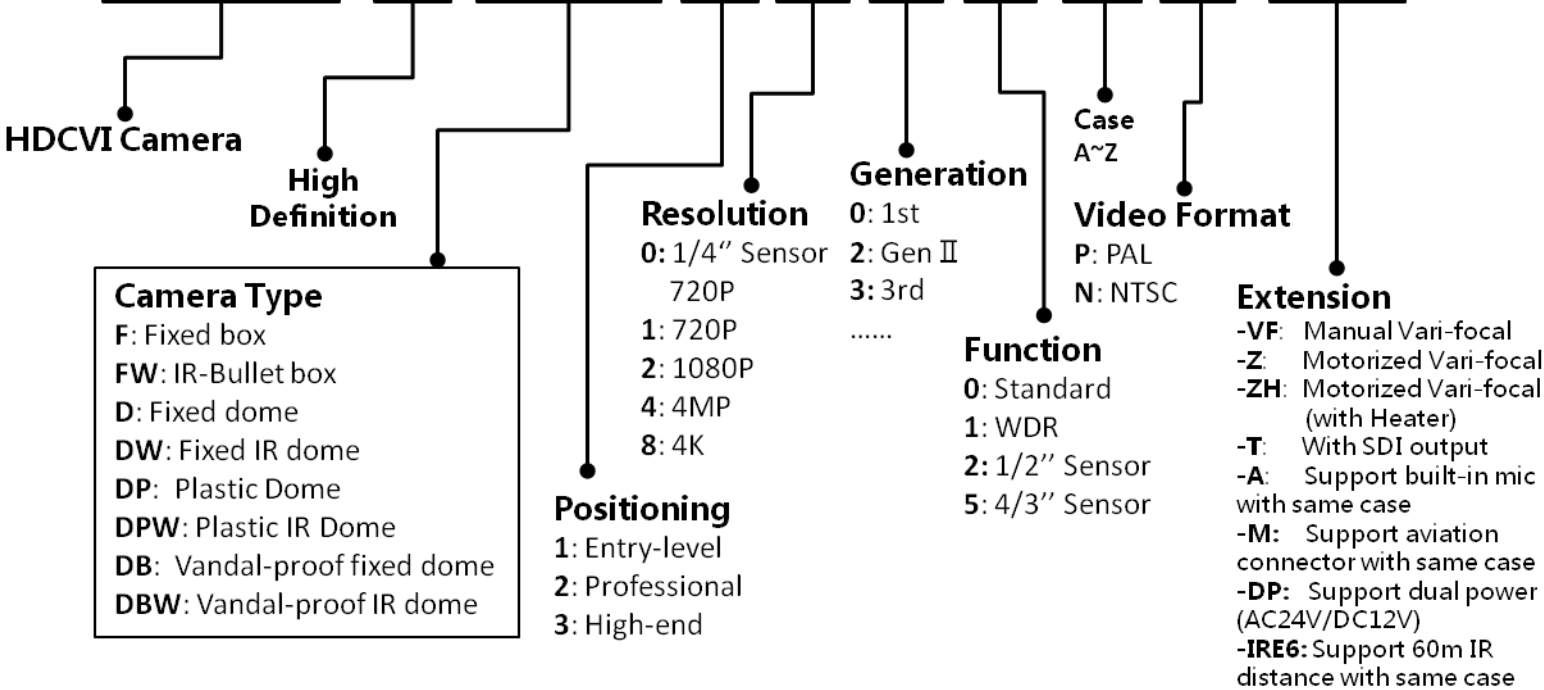 HDCVI Camera
High
Definition
Camera Type
F: Fixed box
FW: IR-Bullet box
D: Fixed dome
DW: Fixed IR dome
DP: Plastic Dome
DPW: Plastic IR Dome
DB: Vandal-proof fixed dome
DBW: Vandal-proof IR dome
Positioning
1: Entry-level
2: Professional
3: High-end
Resolution
0: 1/4″ Sensor
720P
1: 720P
2: 1080P
4: 4MP
8: 4K
Generation
0: 1st
2: Gen Ⅱ
3: 3rd
......
Function
0: Standard
1: WDR
2: 1/2″ Sensor
5: 4/3″ Sensor
Case
A~Z
Video Format
P: PAL
N: NTSC
Extension
-VF: Manual Vari-focal
-Z: Motorized Vari-focal
-ZH: Motorized Vari-focal
(with Heater)
-T: With SDI output
-A: Support built-in mic
with same case
-M: Support aviation
connector with same case
-DP: Support dual power
(AC24V/DC12V)
-IRE6: Support 60m IR
distance with same case